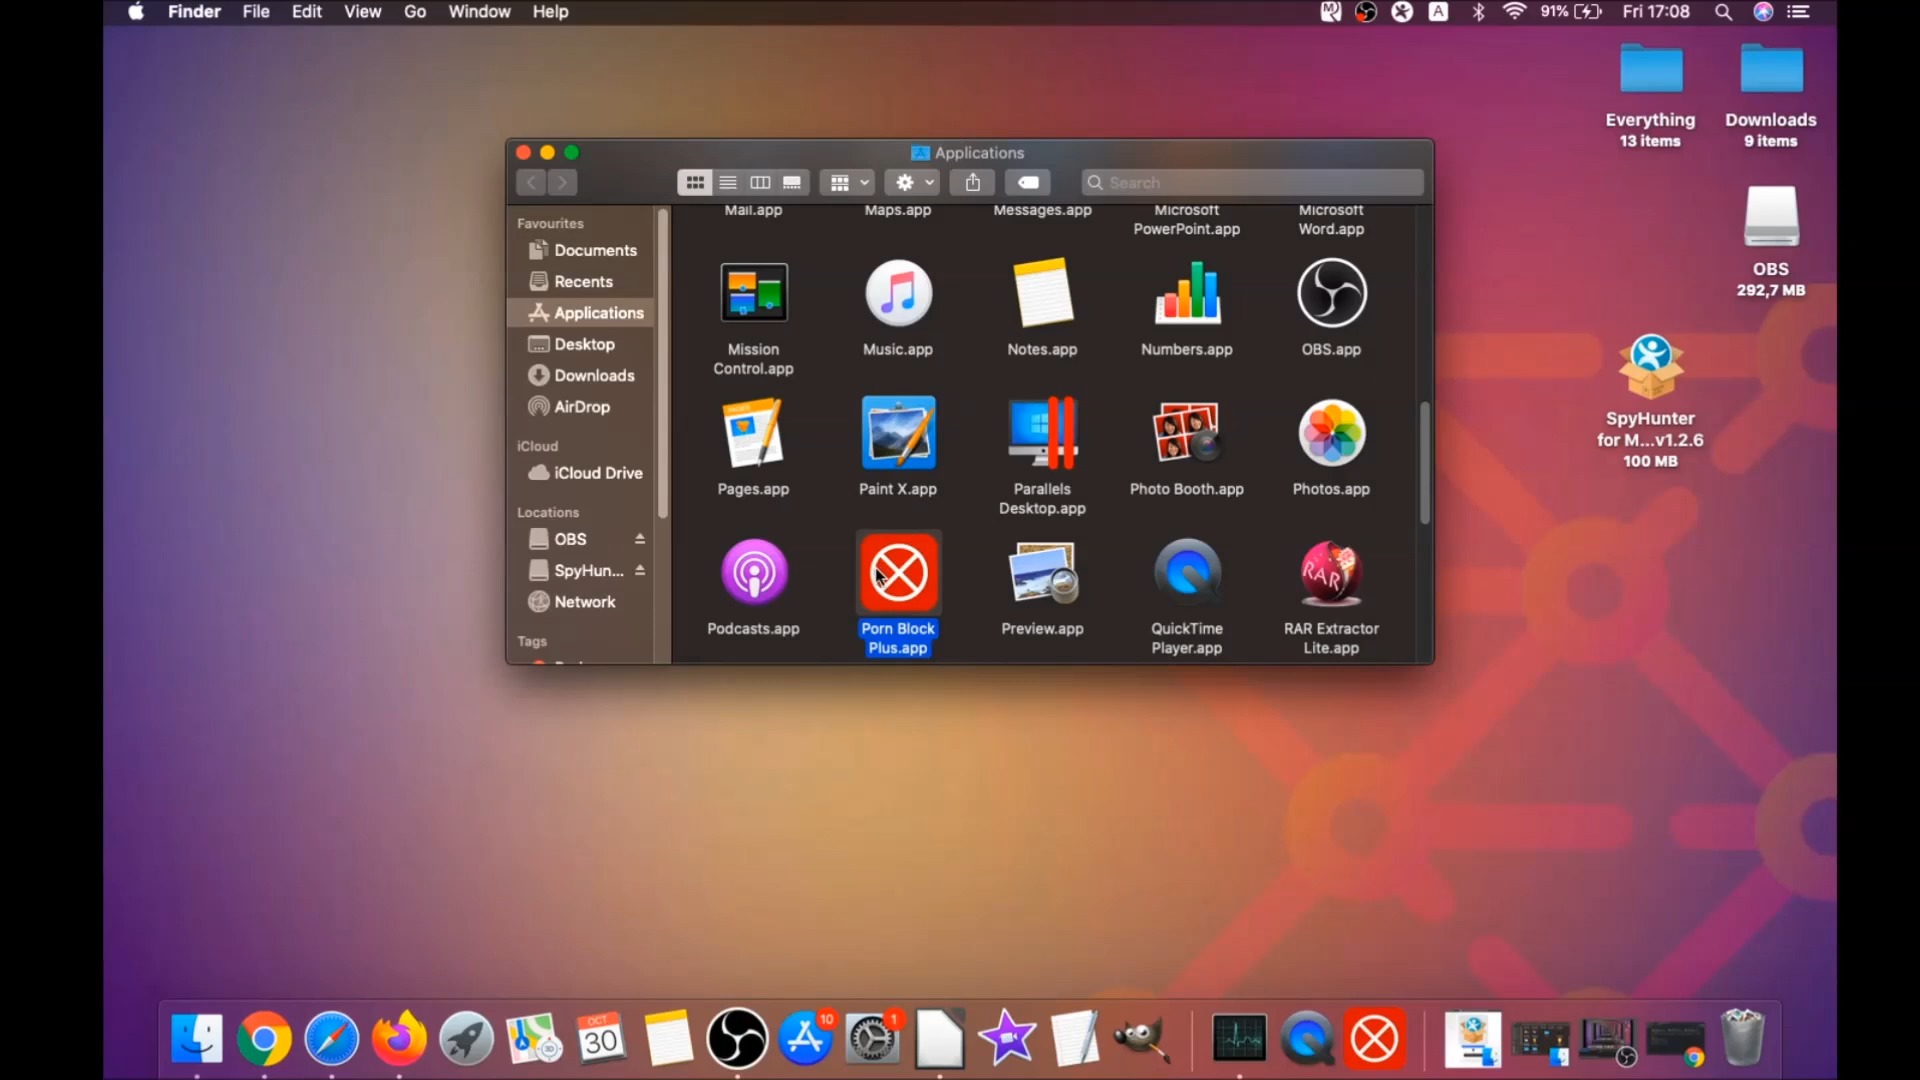 Finder File Edit View Go Window Help
A 91% Fri 17:08
Everything
13 items
Downloads
9 items
OBS
292,7 MB
SpyHunter
for M...v1.2.6
100 MB
Applications
Search
Favourites
Documents
Recents
Applications
Desktop
Downloads
AirDrop
iCloud
iCloud Drive
Locations
OBS
SpyHun...
Network
Tags
Mail.app
Maps.app
Messages.app
Microsoft
PowerPoint.app
Microsoft
Word.app
Mission
Control.app
Music.app
Notes.app
Numbers.app
OBS.app
PAGES
Pages.app
Paint X.app
Parallels
Desktop.app
Photo Booth.app
Photos.app
Podcasts.app
Porn Block
Plus.app
Preview.app
QuickTime
Player.app
RAR
RAR Extractor
Lite.app
OCT
30
10
1